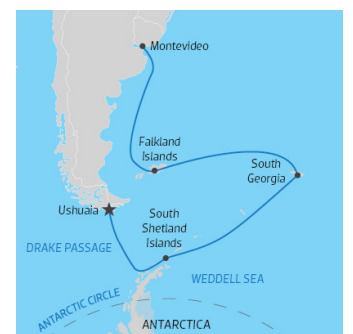 Montevideo
Falkland
Islands
South
Georgia
Ushuaia
South
Shetland
Islands
DRAKE PASSAGE
WEDDELL SEA
ANTARCTIC CIRCLE
ANTARCTICA